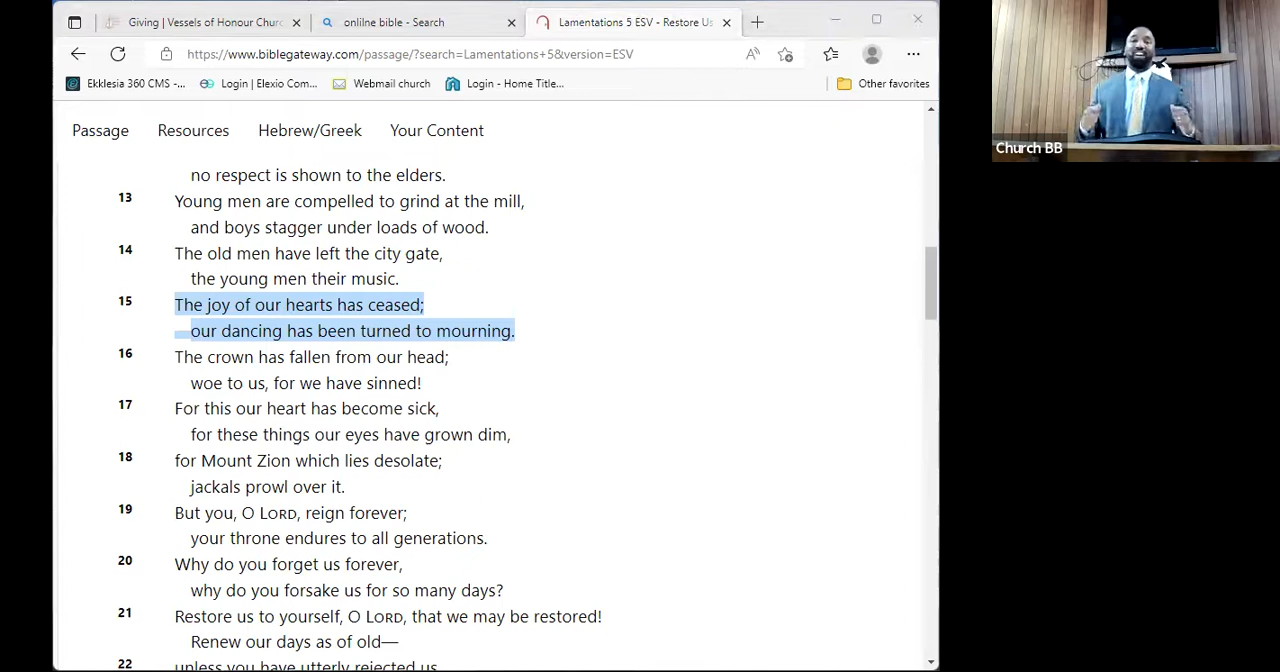 Giving | Vessels of Honour Churc
onlilne bible - Search
Lamentations 5 ESV - Restore Us
https://www.biblegateway.com/passage/?search=Lamentations+5&version=ESV
Ekklesia 360 CMS -...
Login | Elexio Com...
Webmail church
Login - Home Title...
Other favorites
Passage
Resources
Hebrew/Greek
Your Content
no respect is shown to the elders.
13 Young men are compelled to grind at the mill,
and boys stagger under loads of wood.
14 The old men have left the city gate,
the young men their music.
15 The joy of our hearts has ceased;
our dancing has been turned to mourning.
16 The crown has fallen from our head;
woe to us, for we have sinned!
17 For this our heart has become sick,
for these things our eyes have grown dim,
18 for Mount Zion which lies desolate;
jackals prowl over it.
19 But you, O LORD, reign forever;
your throne endures to all generations.
20 Why do you forget us forever,
why do you forsake us for so many days?
21 Restore us to yourself, O LORD, that we may be restored!
Renew our days as of old—
22 unless you have utterly rejected us,
Church BB